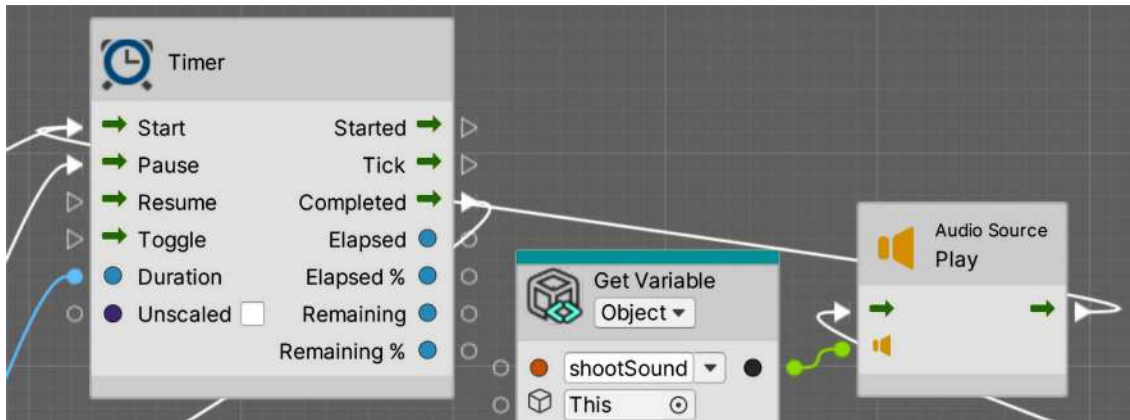 Timer
Start Started
Pause Tick
Resume Completed
Toggle Elapsed
Duration Elapsed %
Unscaled Remaining
Remaining %
Get Variable
Object
shootSound
This
Audio Source
Play